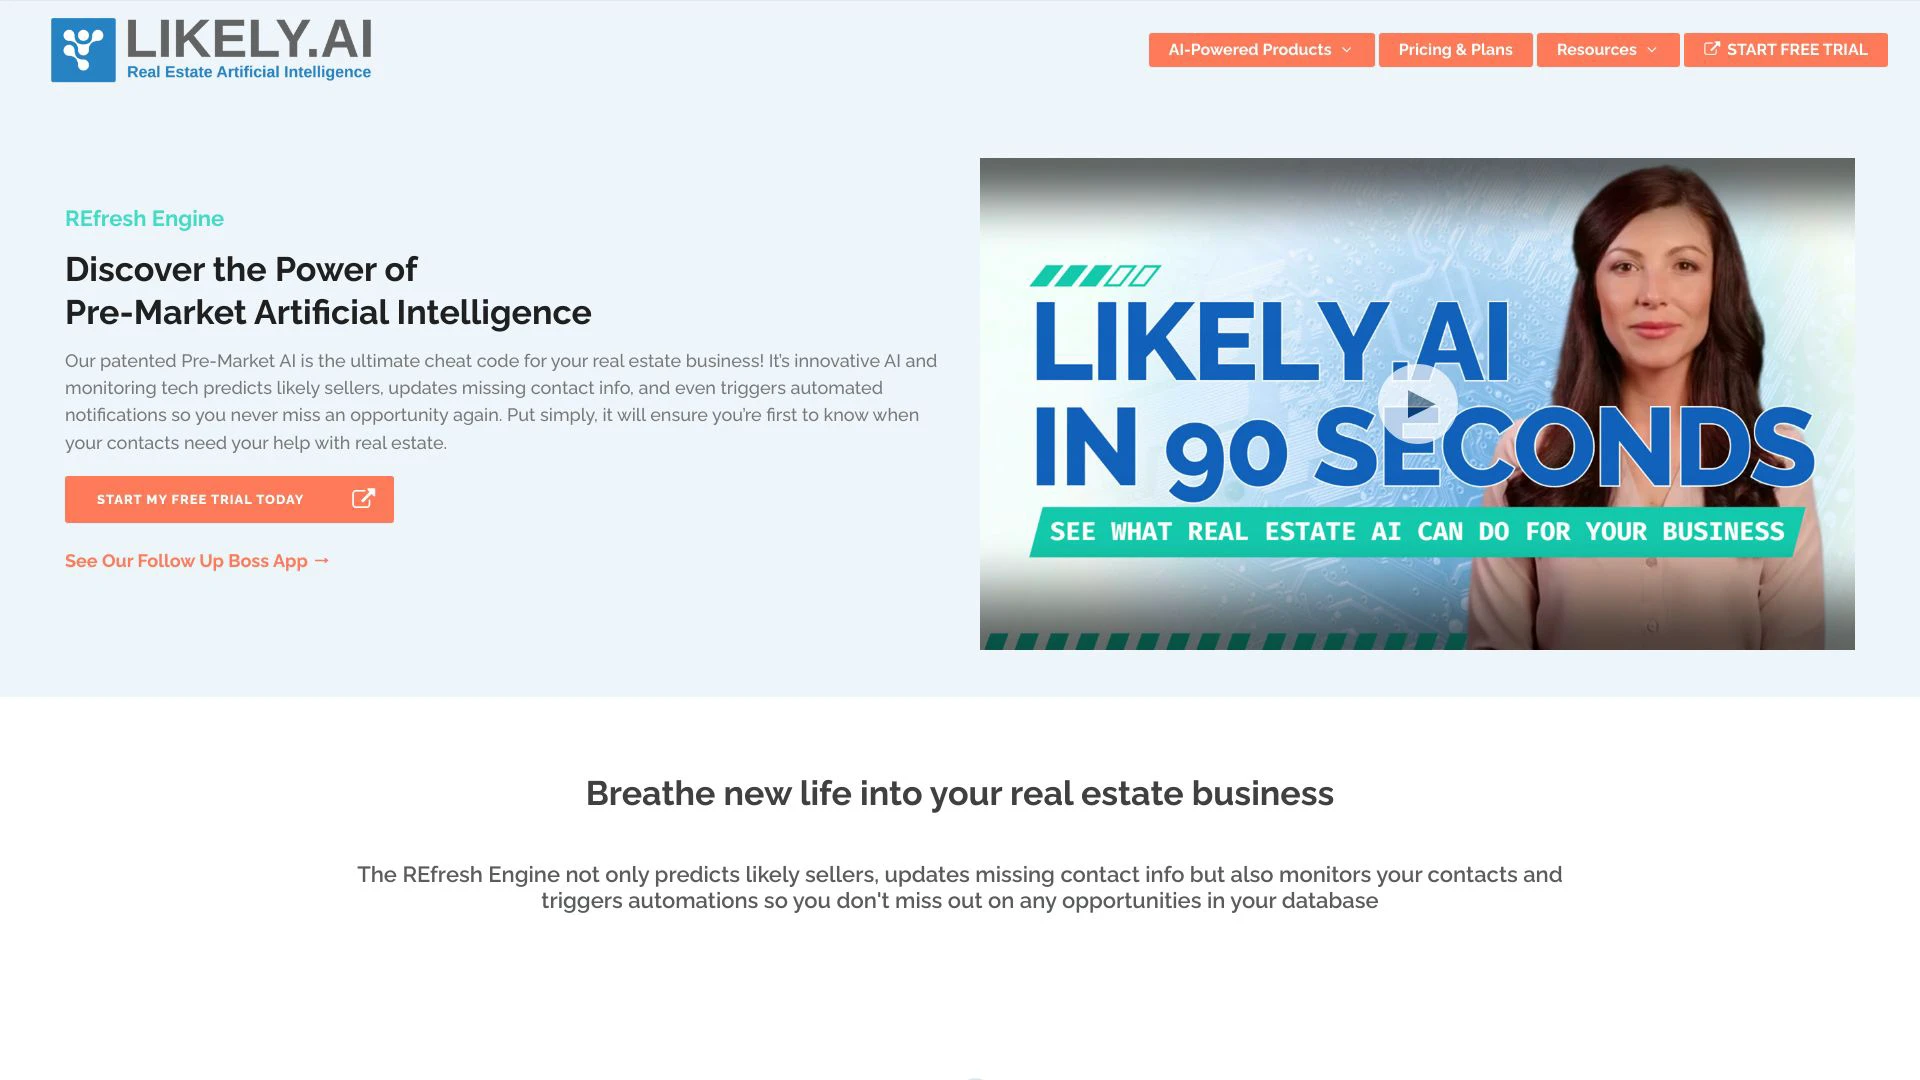 LIKELY.AI
Real Estate Artificial Intelligence
AI-Powered Products
Pricing & Plans
Resources
START FREE TRIAL
REfresh Engine
Discover the Power of
Pre-Market Artificial Intelligence
Our patented Pre-Market AI is the ultimate cheat code for your real estate business! It’s innovative AI and
monitoring tech predicts likely sellers, updates missing contact info, and even triggers automated
notifications so you never miss an opportunity again. Put simply, it will ensure you’re first to know when
your contacts need your help with real estate.
START MY FREE TRIAL TODAY
See Our Follow Up Boss App →
LIKELY.AI
IN 90 SECONDS
SEE WHAT REAL ESTATE AI CAN DO FOR YOUR BUSINESS
Breathe new life into your real estate business
The REfresh Engine not only predicts likely sellers, updates missing contact info but also monitors your contacts and
triggers automations so you don't miss out on any opportunities in your database